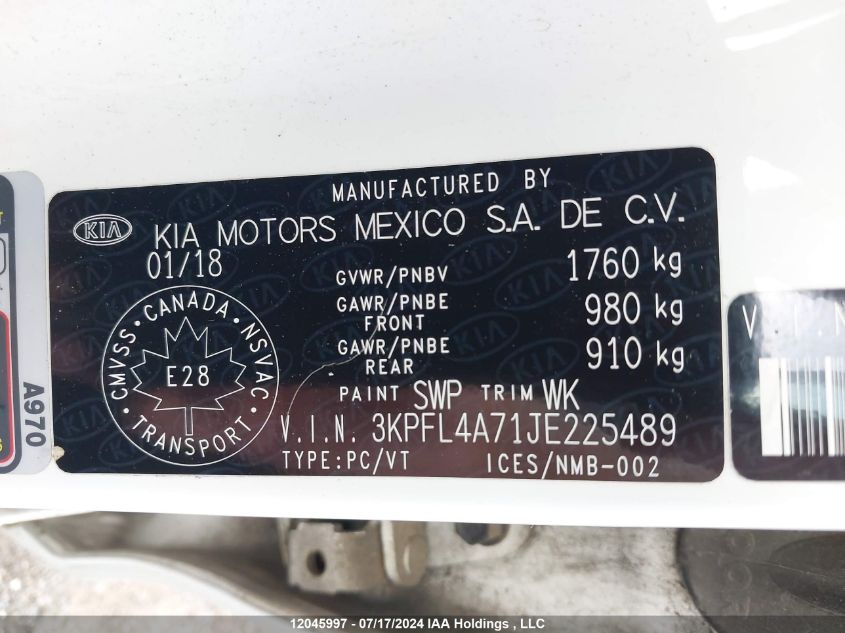 MANUFACTURED BY
KIA KIA MOTORS MEXICO S.A. DE C.V.
01/18
GVWR/PNBV 1760 kg
GAWR/PNBE FRONT 980 kg
GAWR/PNBE REAR 910 kg
PAINT SWP TRIM WK
V.I.N. 3KPFL4A71JE225489
TYPE:PC/VT ICES/NMB-002
CMVSS • CANADA • NSVAC
E28
• TRANSPORT •
A970
V I N
12045997 - 07/17/2024 IAA Holdings , LLC